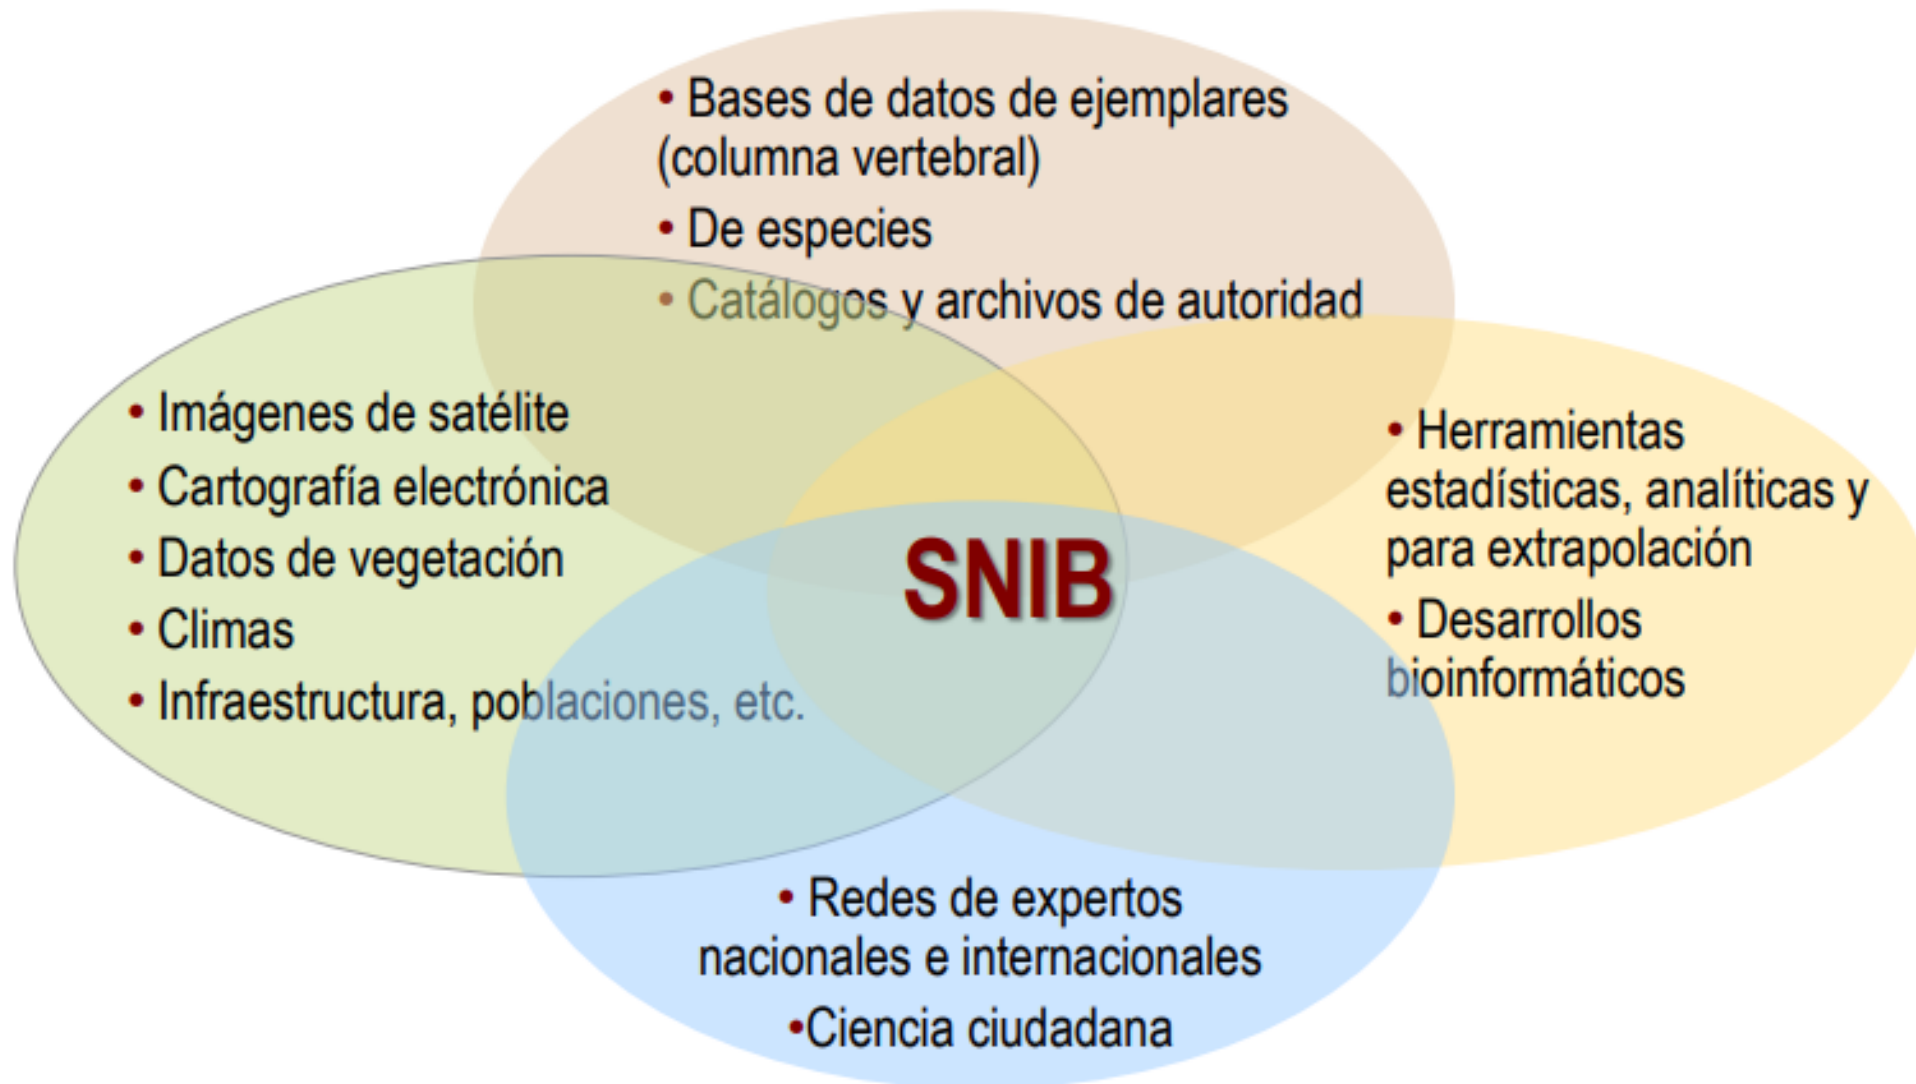 • Bases de datos de ejemplares
(columna vertebral)
• De especies
• Catálogos y archivos de autoridad
• Imágenes de satélite
• Cartografía electrónica
• Datos de vegetación
• Climas
• Infraestructura, poblaciones, etc.
SNIB
• Herramientas
estadísticas, analíticas y
para extrapolación
• Desarrollos
bioinformáticos
• Redes de expertos
nacionales e internacionales
•Ciencia ciudadana